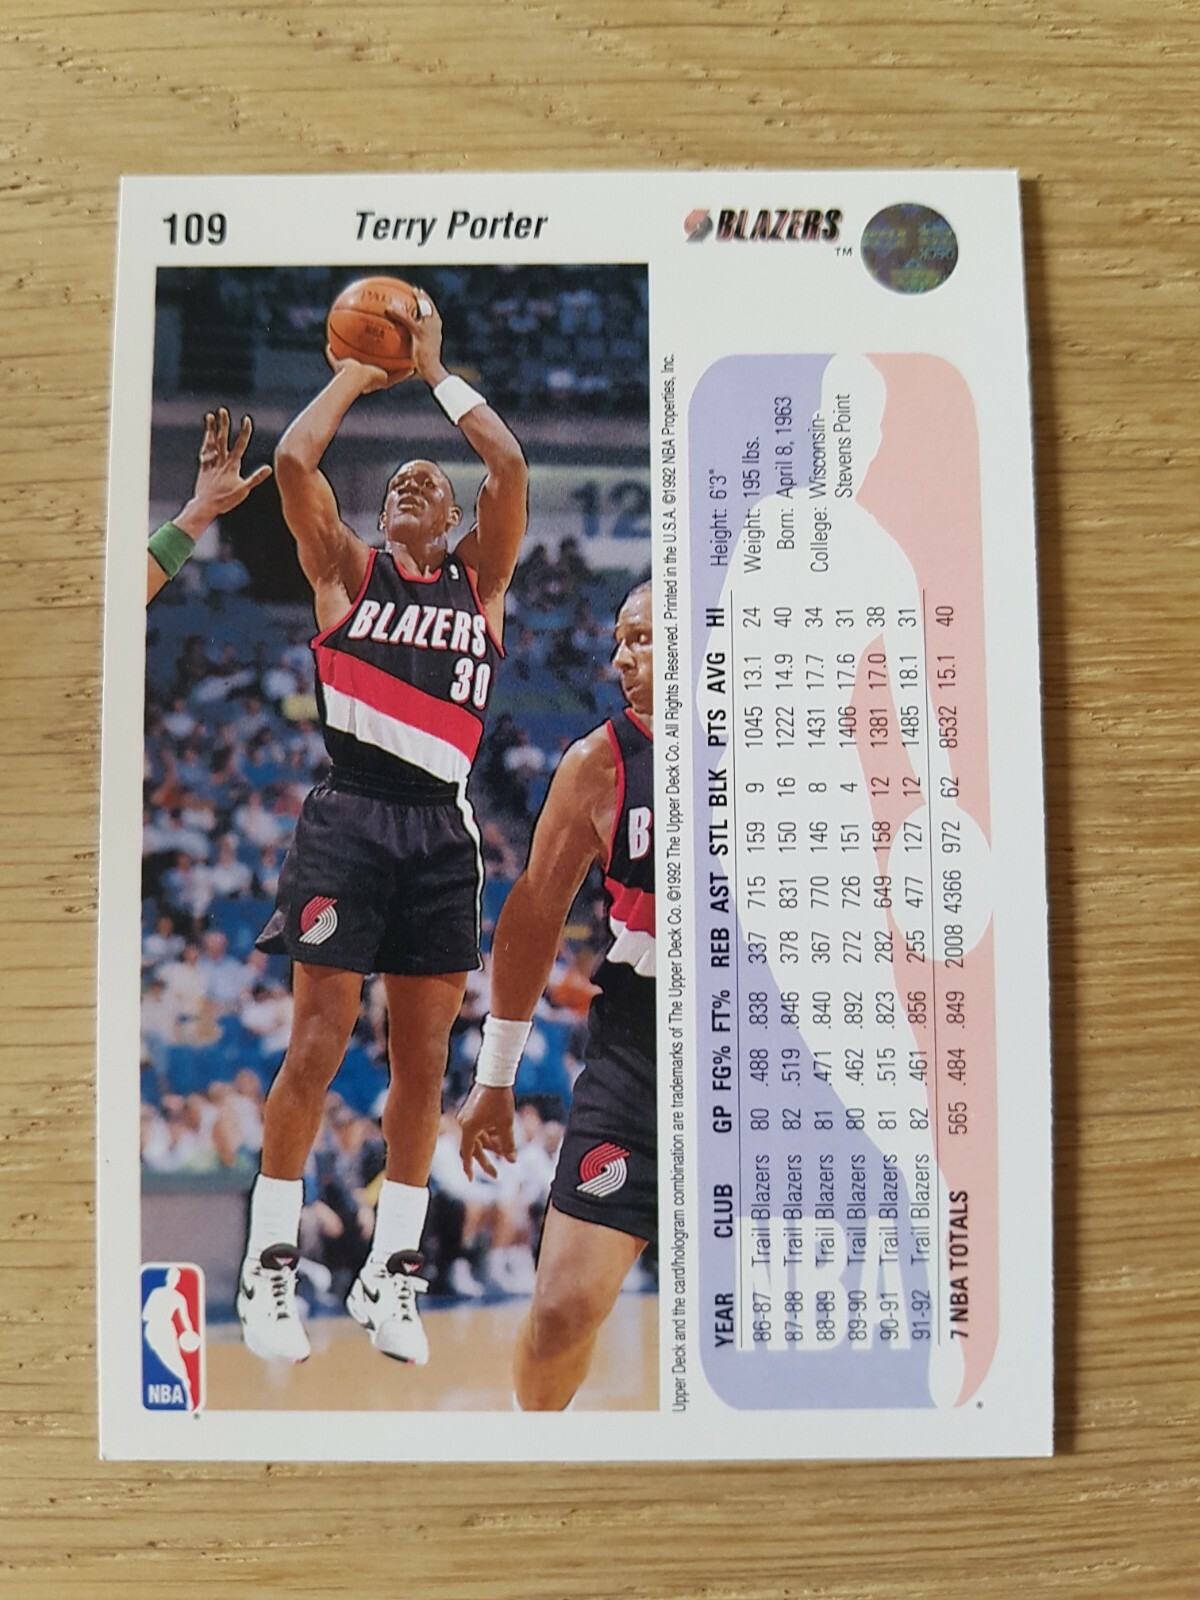 109
Terry Porter
BLAZERS
TM
12
BLAZERS
30
B
NBA
Upper Deck and the card/hologram combination are trademarks of The Upper Deck Co. ©1992 The Upper Deck Co. All Rights Reserved. Printed in the U.S.A. ©1992 NBA Properties, Inc.
Height: 6'3"
Weight: 195 lbs.
Born: April 8, 1963
College: Wisconsin-
Stevens Point
YEAR CLUB GP FG% FT% REB AST STL BLK PTS AVG HI
86-87 Trail Blazers 80 .488 .838 337 715 159 9 1045 13.1 24
87-88 Trail Blazers 82 .519 .846 378 831 150 16 1222 14.9 40
88-89 Trail Blazers 81 .471 .840 367 770 146 8 1431 17.7 34
89-90 Trail Blazers 80 .462 .892 272 726 151 4 1406 17.6 31
90-91 Trail Blazers 81 .515 .823 282 649 158 12 1381 17.0 38
91-92 Trail Blazers 82 .461 .856 255 477 127 12 1485 18.1 31
7 NBA TOTALS 565 .484 .849 2008 4366 972 62 8532 15.1 40
NBA